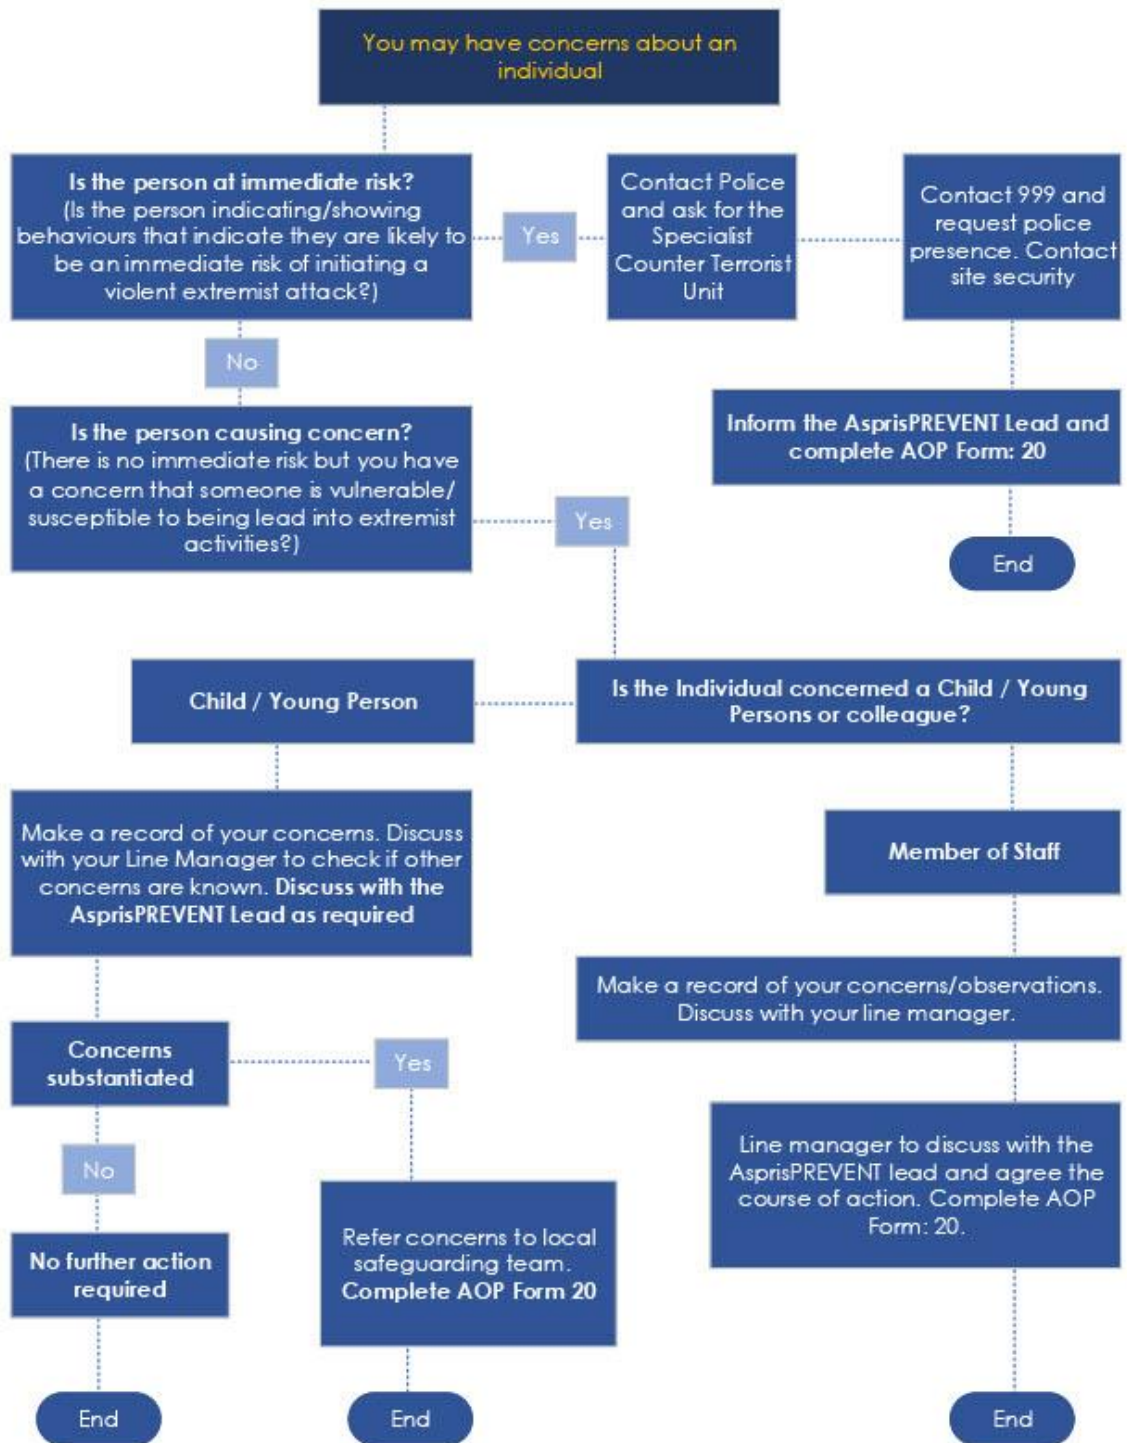 You may have concerns about an
individual
Is the person at immediate risk?
(Is the person indicating/showing
behaviours that indicate they are likely to
be an immediate risk of initiating a
violent extremist attack?)
Yes
Contact Police
and ask for the
Specialist
Counter Terrorist
Unit
Contact 999 and
request police
presence. Contact
site security
No
Inform the AsprisPREVENT Lead and
complete AOP Form: 20
End
Is the person causing concern?
(There is no immediate risk but you have
a concern that someone is vulnerable/
susceptible to being lead into extremist
activities?)
Yes
Child / Young Person
Is the Individual concerned a Child / Young
Persons or colleague?
Make a record of your concerns. Discuss
with your Line Manager to check if other
concerns are known. Discuss with the
AsprisPREVENT Lead as required
Member of Staff
Make a record of your concerns/observations.
Discuss with your line manager.
Concerns
substantiated
Yes
No
Line manager to discuss with the
AsprisPREVENT lead and agree the
course of action. Complete AOP
Form: 20.
Refer concerns to local
safeguarding team.
Complete AOP Form 20
No further action
required
End
End
End